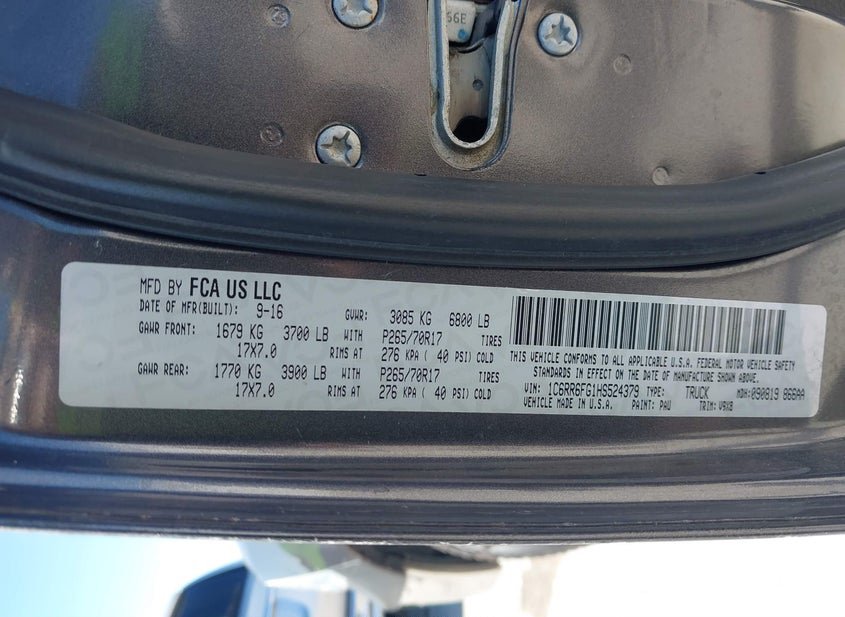 66E
MFD BY FCA US LLC
DATE OF MFR(BUILT): 9-16 GVWR: 3085 KG 6800 LB
GAWR FRONT: 1679 KG 3700 LB WITH P265/70R17 TIRES
17X7.0 RIMS AT 276 KPA ( 40 PSI) COLD
GAWR REAR: 1770 KG 3900 LB WITH P265/70R17 TIRES
17X7.0 RIMS AT 276 KPA ( 40 PSI) COLD
THIS VEHICLE CONFORMS TO ALL APPLICABLE U.S.A. FEDERAL MOTOR VEHICLE SAFETY
STANDARDS IN EFFECT ON THE DATE OF MANUFACTURE SHOWN ABOVE.
VIN: 1C6RR6FG1HS524379 TYPE: TRUCK MDH: 090819 866AA
VEHICLE MADE IN U.S.A. PAINT: PAU TRIM: V9X8